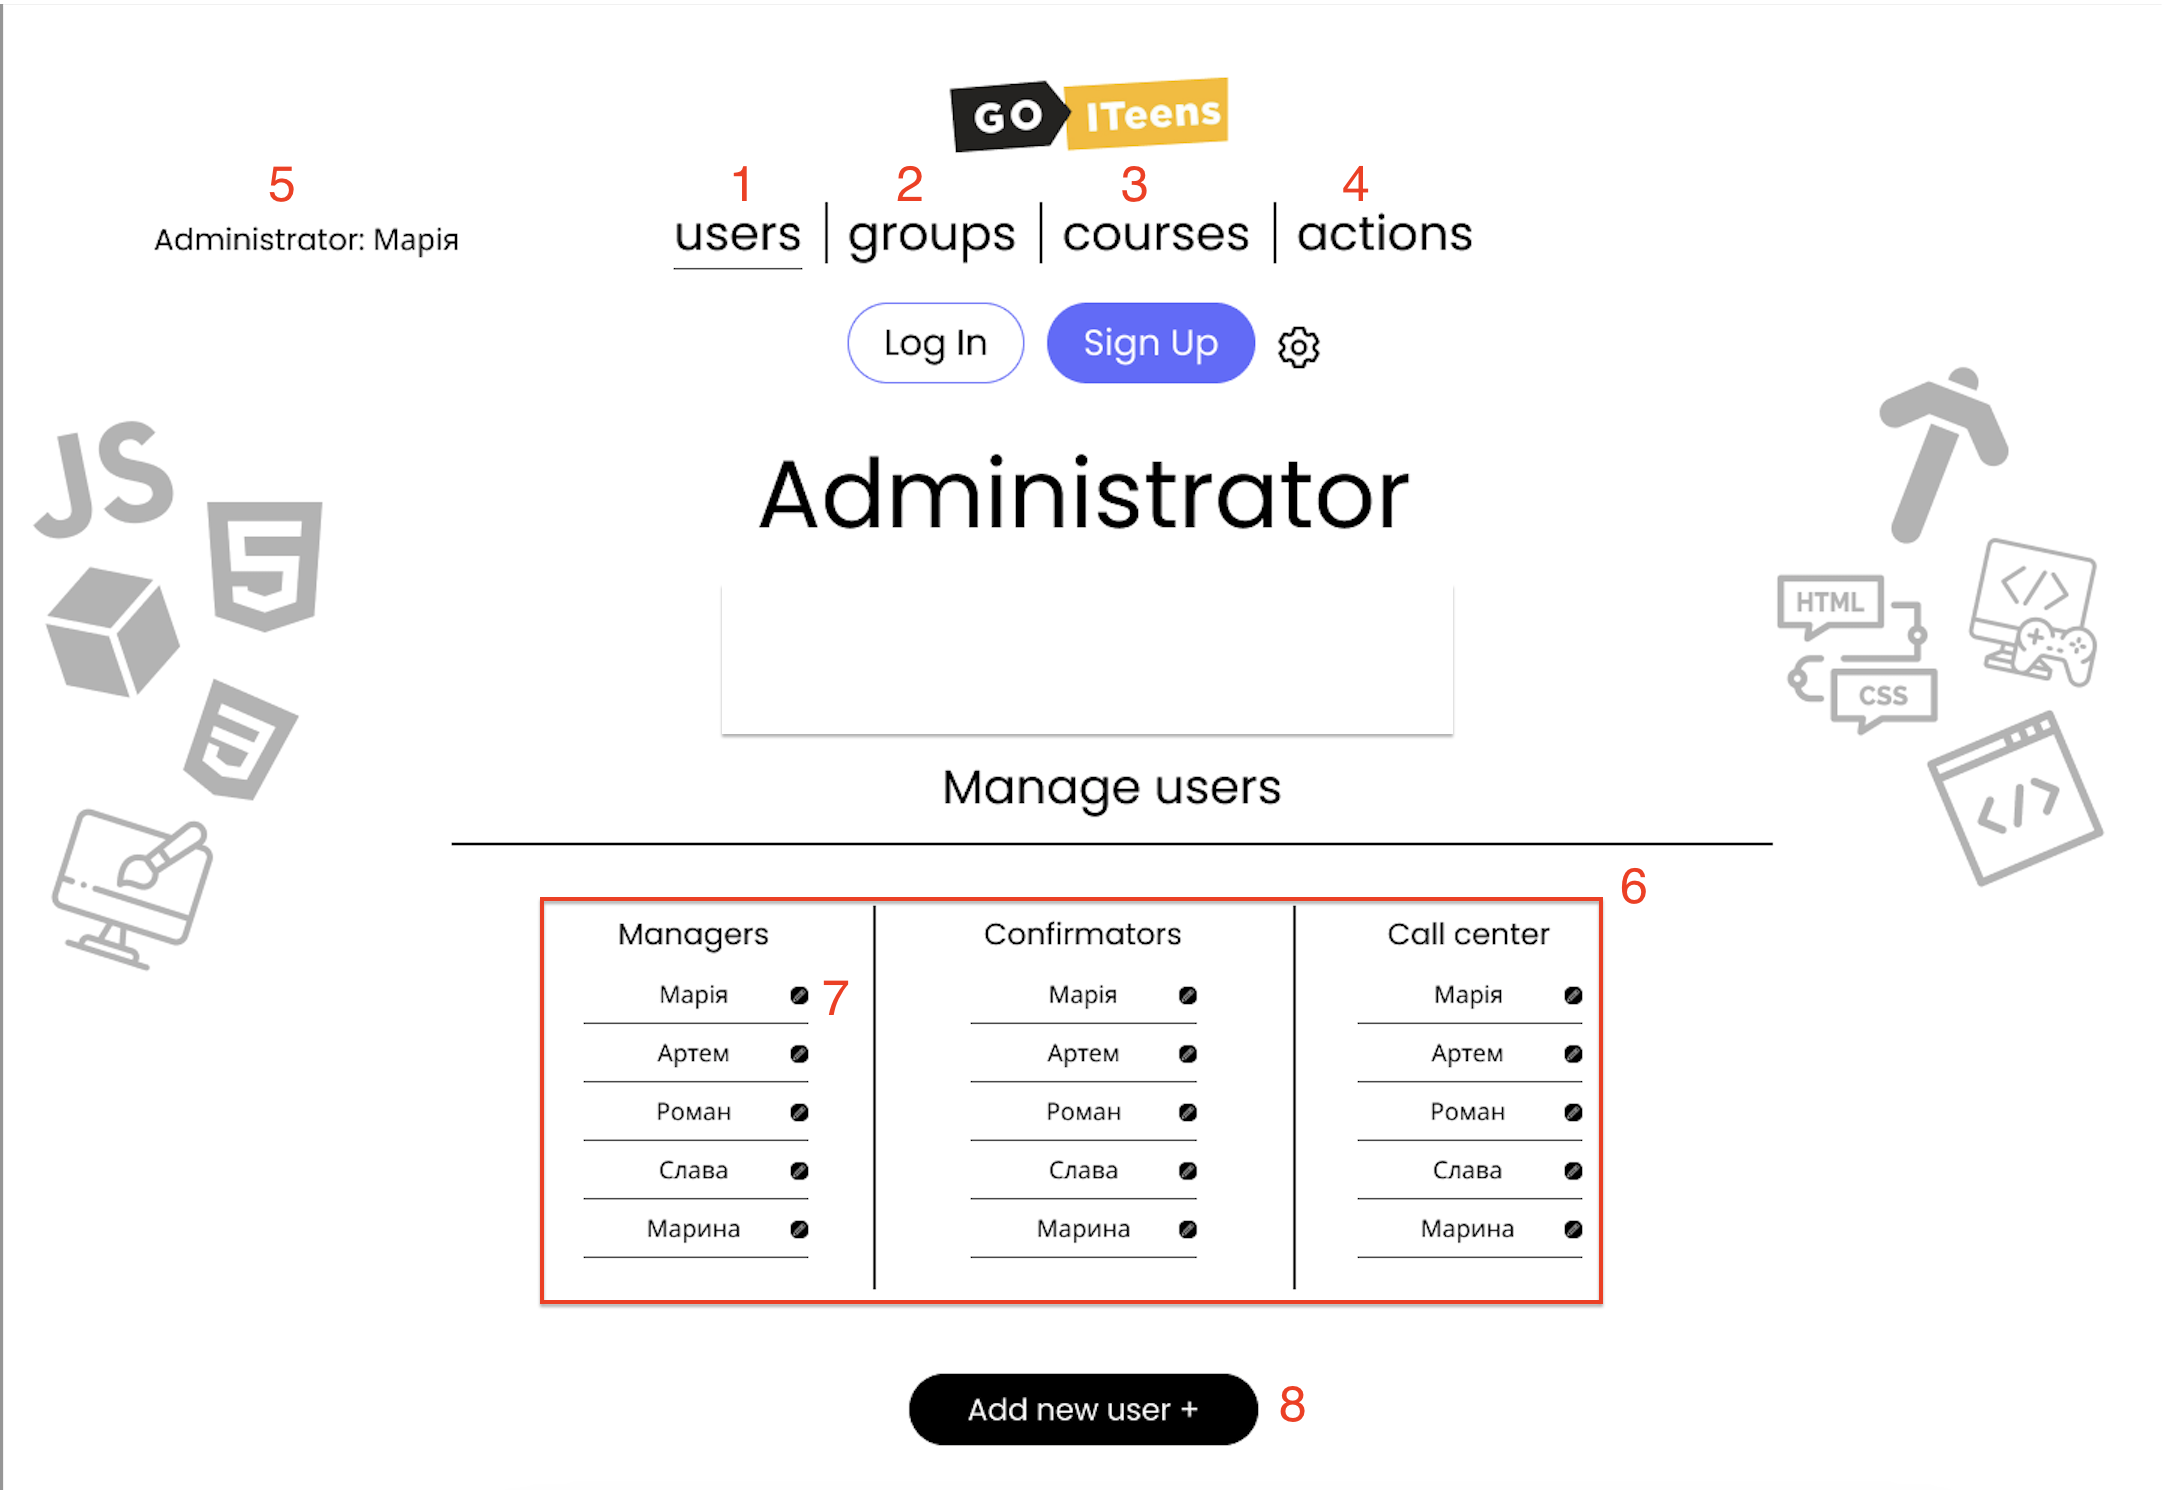 GO ITeens
5 1 2 3 4
Administrator: Марія users groups courses actions
Log In Sign Up
Administrator
JS
HTML
CSS
Manage users
6
Managers Confirmators Call center
Марія 7 Марія Марія
Артем Артем Артем
Роман Роман Роман
Слава Слава Слава
Марина Марина Марина
Add new user + 8